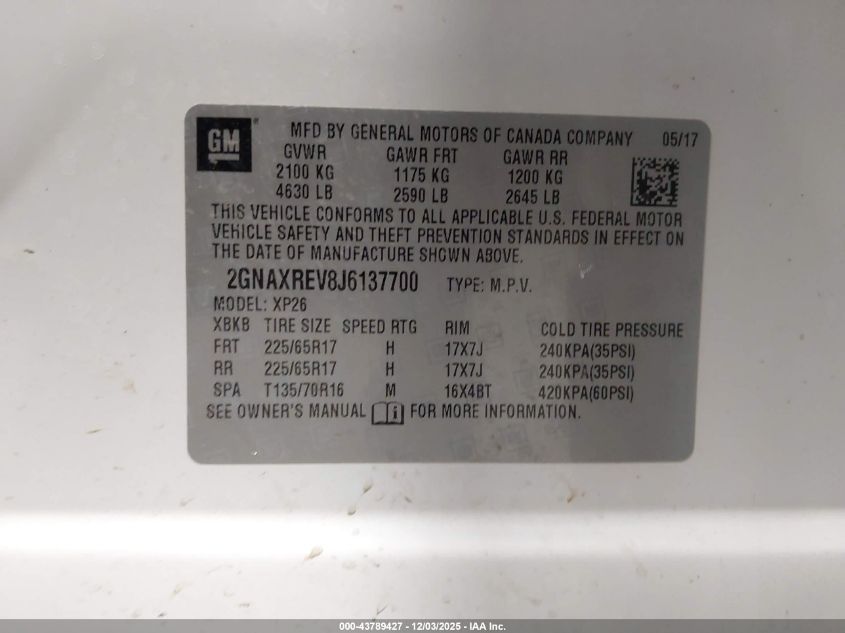 GM
MFD BY GENERAL MOTORS OF CANADA COMPANY 05/17
GVWR GAWR FRT GAWR RR
2100 KG 1175 KG 1200 KG
4630 LB 2590 LB 2645 LB
THIS VEHICLE CONFORMS TO ALL APPLICABLE U.S. FEDERAL MOTOR
VEHICLE SAFETY AND THEFT PREVENTION STANDARDS IN EFFECT ON
THE DATE OF MANUFACTURE SHOWN ABOVE.
2GNAXREV8J6137700 TYPE: M.P.V.
MODEL: XP26
XBKB TIRE SIZE SPEED RTG RIM COLD TIRE PRESSURE
FRT 225/65R17 H 17X7J 240KPA(35PSI)
RR 225/65R17 H 17X7J 240KPA(35PSI)
SPA T135/70R16 M 16X4BT 420KPA(60PSI)
SEE OWNER'S MANUAL FOR MORE INFORMATION.
000-43789427 - 12/03/2025 - IAA Inc.